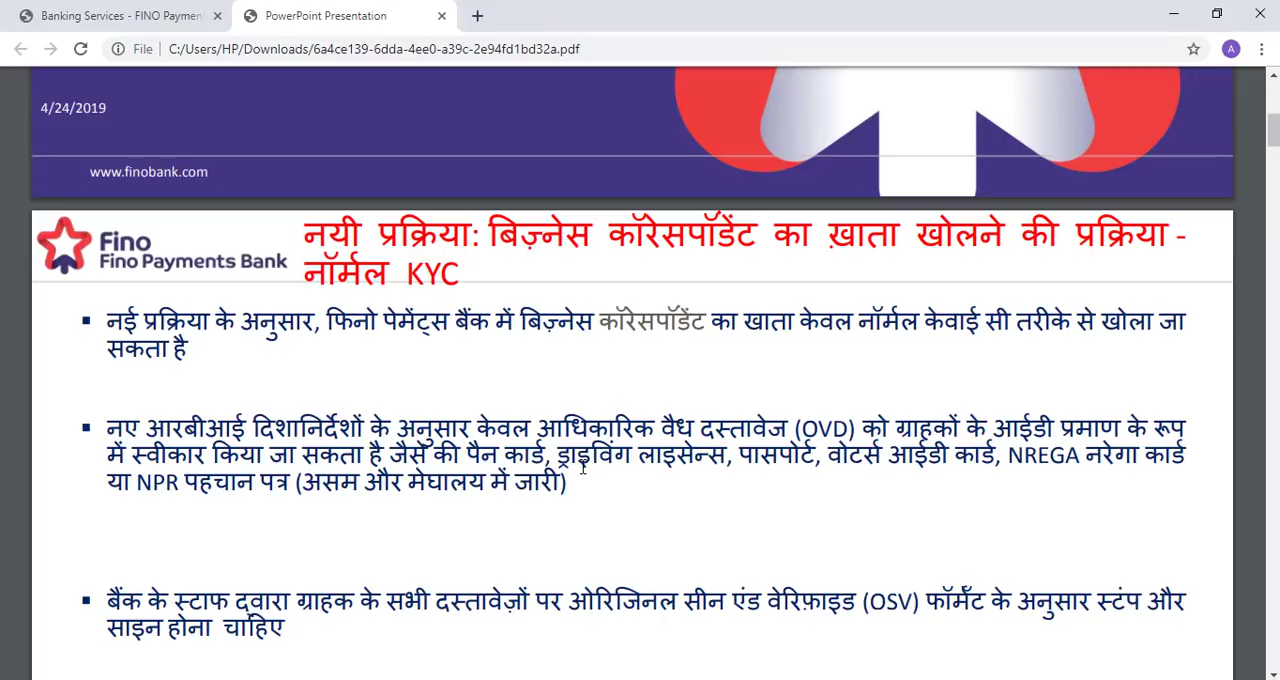 Banking Services - FINO Paymen
PowerPoint Presentation
File
C:/Users/HP/Downloads/6a4ce139-6dda-4ee0-a39c-2e94fd1bd32a.pdf
A
4/24/2019
www.finobank.com
Fino
Fino Payments Bank
नयी प्रक्रिया: बिज़्नेस कॉरेसपॉडेंट का ख़ाता खोलने की प्रक्रिया -
नॉर्मल KYC
नई प्रक्रिया के अनुसार, फिनो पेमेंट्स बैंक में बिज़्नेस कॉरेसपॉडेंट का खाता केवल नॉर्मल केवाई सी तरीके से खोला जा
सकता है
नए आरबीआई दिशानिर्देशों के अनुसार केवल आधिकारिक वैध दस्तावेज (OVD) को ग्राहकों के आईडी प्रमाण के रूप
में स्वीकार किया जा सकता है जैसे की पैन कार्ड, ड्राइविंग लाइसेन्स, पासपोर्ट, वोटर्स आईडी कार्ड, NREGA नरेगा कार्ड
या NPR पहचान पत्र (असम और मेघालय में जारी)
बैंक के स्टाफ द्वारा ग्राहक के सभी दस्तावेज़ों पर ओरिजिनल सीन एंड वेरिफ़ाइड (OSV) फॉर्मेट के अनुसार स्टंप और
साइन होना चाहिए